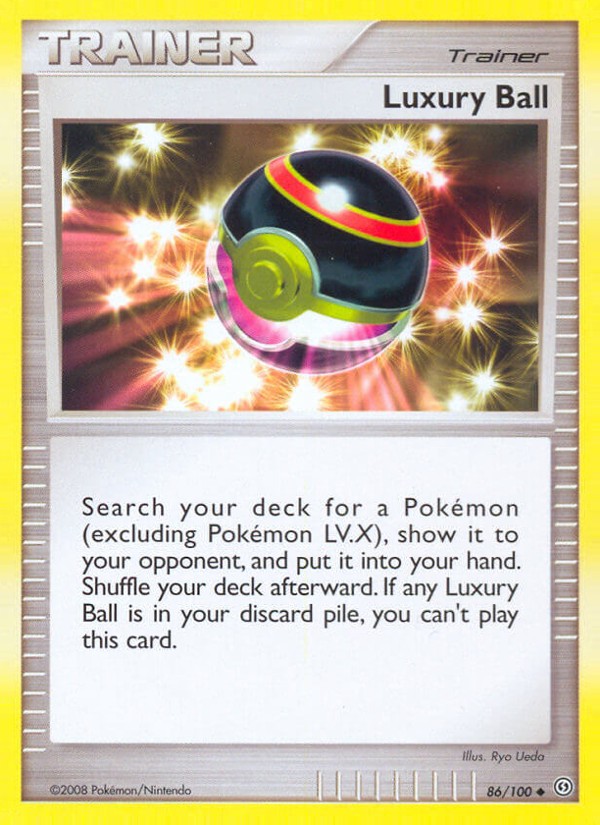 TRAINER
Trainer
Luxury Ball
Search your deck for a Pokémon
(excluding Pokémon LV.X), show it to
your opponent, and put it into your hand.
Shuffle your deck afterward. If any Luxury
Ball is in your discard pile, you can't play
this card.
Illus. Ryo Ueda
©2008 Pokémon/Nintendo
86/100